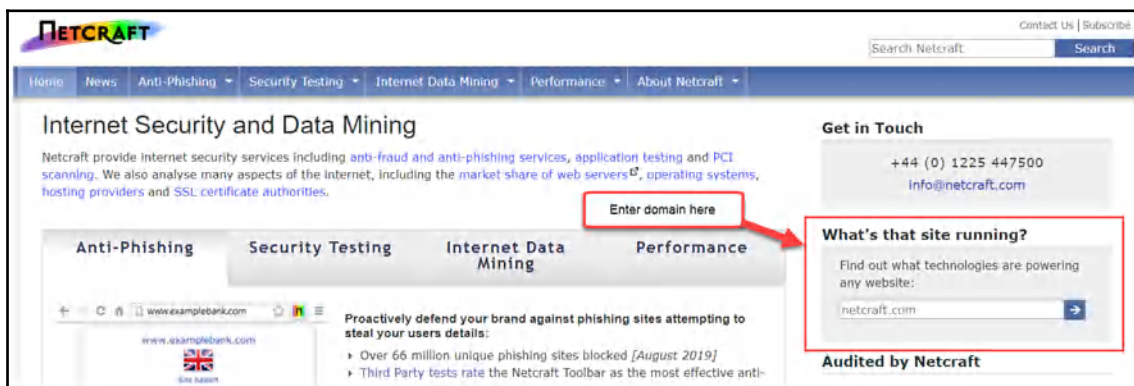 NETCRAFT
Contact Us | Subscribe
Search Netcraft
Search
Home News Anti-Phishing Security Testing Internet Data Mining Performance About Netcraft
Internet Security and Data Mining
Netcraft provide internet security services including anti-fraud and anti-phishing services, application testing and PCI
scanning. We also analyse many aspects of the internet, including the market share of web servers, operating systems,
hosting providers and SSL certificate authorities.
Get in Touch
+44 (0) 1225 447500
info@netcraft.com
Enter domain here
What's that site running?
Find out what technologies are powering
any website:
netcraft.com
Anti-Phishing Security Testing Internet Data Performance
Mining
www.examplebank.com
www.examplebank.com
Proactively defend your brand against phishing sites attempting to
steal your users details:
Over 66 million unique phishing sites blocked [August 2019]
Third Party tests rate the Netcraft Toolbar as the most effective anti-
Audited by Netcraft